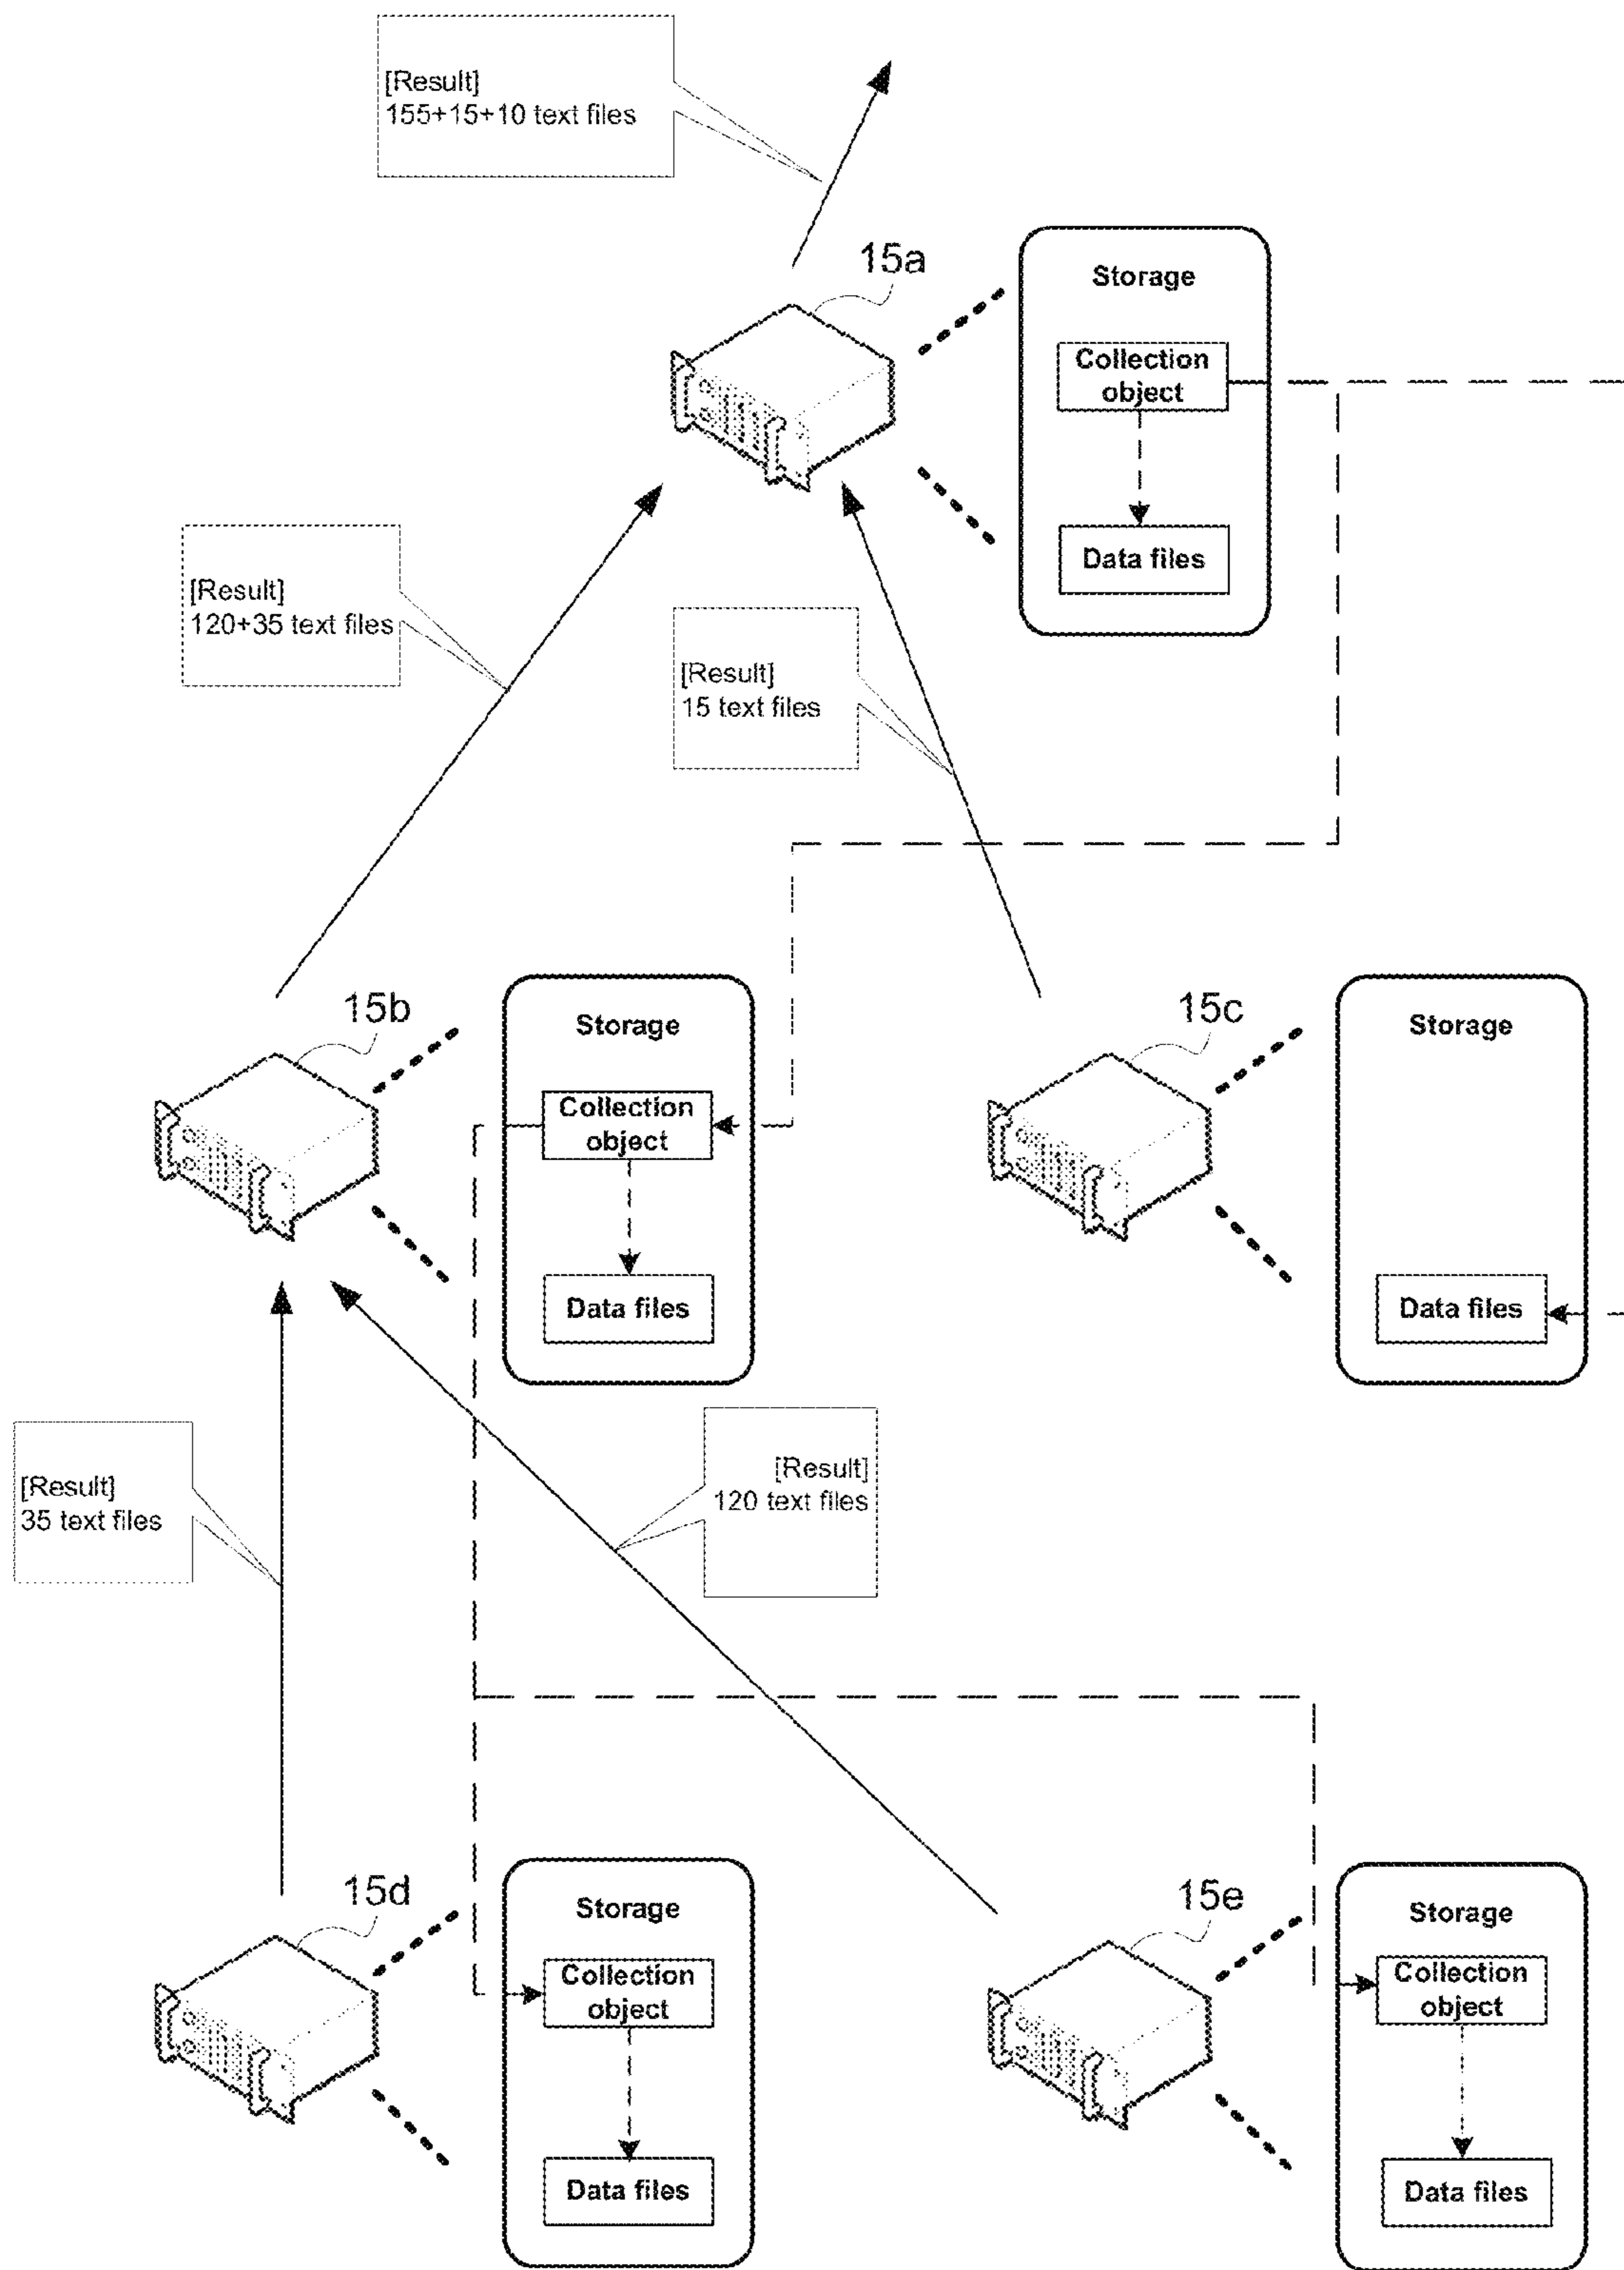 [Result]
155+15+10 text files
15a
Storage
Collection
object
Data files
[Result]
120+35 text files
[Result]
15 text files
15b
Storage
Collection
object
Data files
15c
Storage
Data files
[Result]
35 text files
[Result]
120 text files
15d
Storage
Collection
object
Data files
15e
Storage
Collection
object
Data files